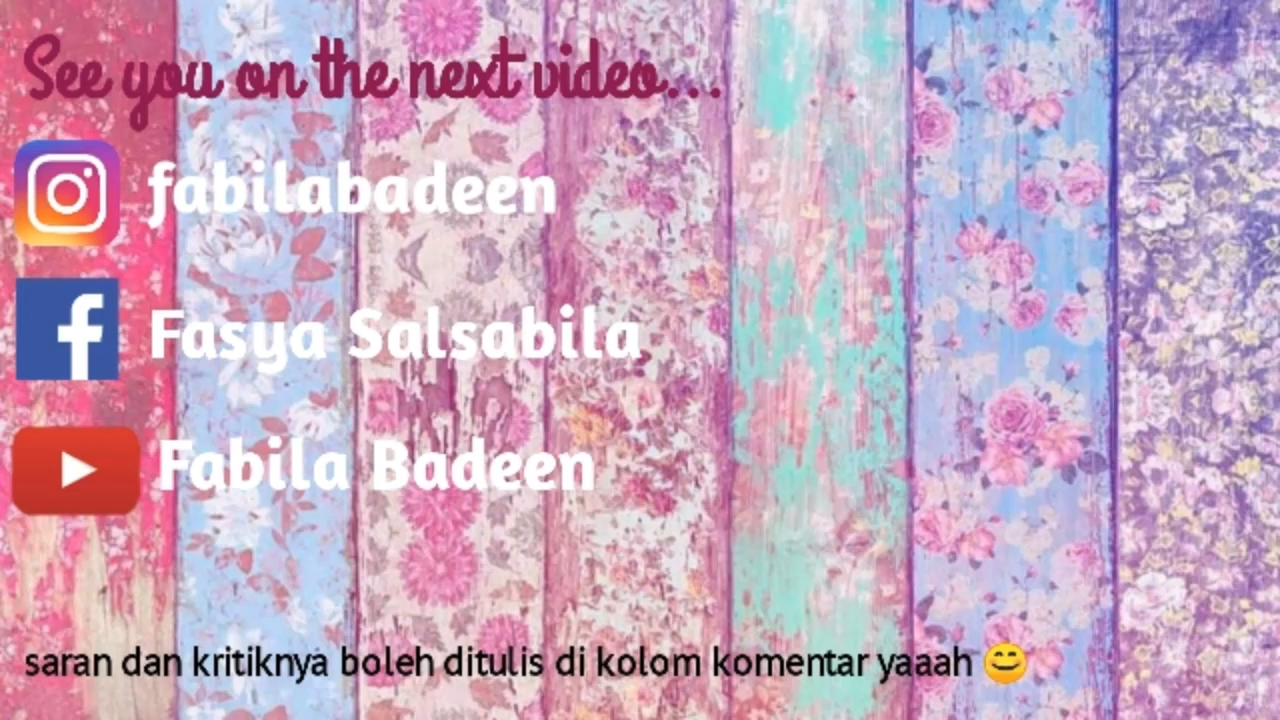 See you on the next video...
fabilabadeen
Fasya Salsabila
Fabila Badeen
saran dan kritiknya boleh ditulis di kolom komentar yaaah 😊